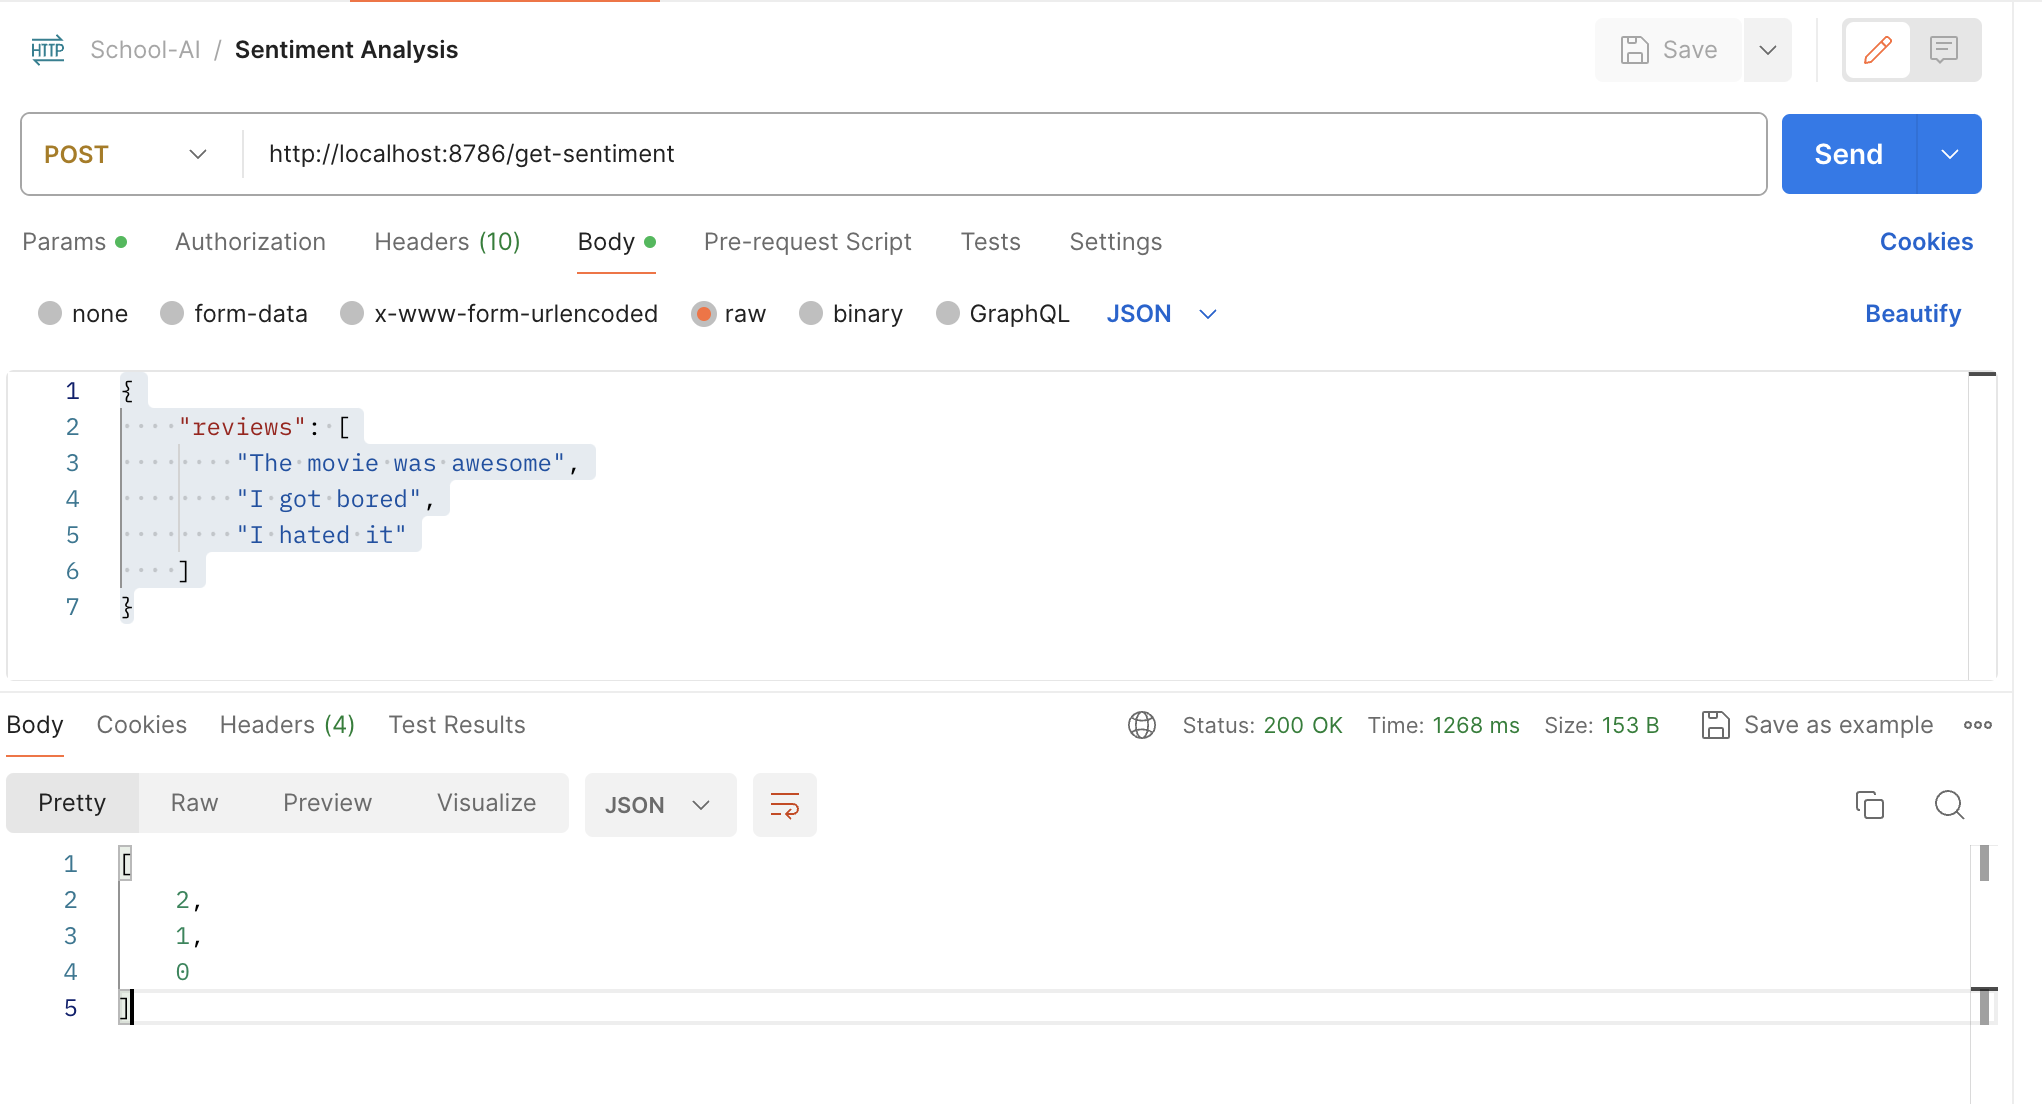 HTTP School-AI / Sentiment Analysis Save
POST http://localhost:8786/get-sentiment Send
Params Authorization Headers (10) Body Pre-request Script Tests Settings Cookies
none form-data x-www-form-urlencoded raw binary GraphQL JSON Beautify
1 {
2 "reviews": [
3 "The movie was awesome",
4 "I got bored",
5 "I hated it"
6 ]
7 }
Body Cookies Headers (4) Test Results Status: 200 OK Time: 1268 ms Size: 153 B Save as example
Pretty Raw Preview Visualize JSON
1 [
2 2,
3 1,
4 0
5 ]